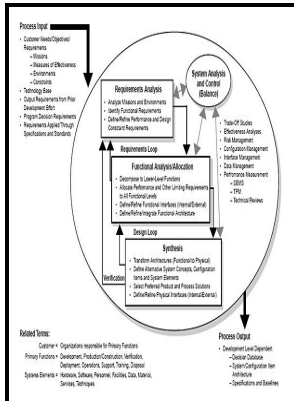 Process Input
• Customer Needs/Objectives/
Requirements
– Missions
– Measures of Effectiveness
– Environments
– Constraints
• Technology Base
• Output Requirements from Prior
Development Effort
• Program Decision Requirements
• Requirements Applied Through
Specifications and Standards
System Analysis
and Control
(Balance)
Requirements Analysis
• Analyze Missions and Environments
• Identify Functional Requirements
• Define/Refine Performance and Design
Constraint Requirements
Requirements Loop
• Trade-Off Studies
• Effectiveness Analyses
• Risk Management
• Configuration Management
• Interface Management
• Data Management
• Performance Measurement
– SEMS
– TPM
– Technical Reviews
Functional Analysis/Allocation
• Decompose to Lower-Level Functions
• Allocate Performance and Other Limiting Requirements
to All Functional Levels
• Define/Refine Functional Interfaces (Internal/External)
• Define/Refine/Integrate Functional Architecture
Design Loop
Synthesis
• Transform Architectures (Functional to Physical)
• Define Alternative System Concepts, Configuration
Items and System Elements
• Select Preferred Product and Process Solutions
• Define/Refine Physical Interfaces (Internal/External)
Verification
Related Terms:
Customer = Organizations responsible for Primary Functions
Primary Functions = Development, Production/Construction, Verification,
Deployment, Operations, Support, Training, Disposal
Systems Elements = Hardware, Software, Personnel, Facilities, Data, Material,
Services, Techniques
Process Output
• Development Level Dependent
– Decision Database
– System/Configuration Item
Architecture
– Specifications and Baselines